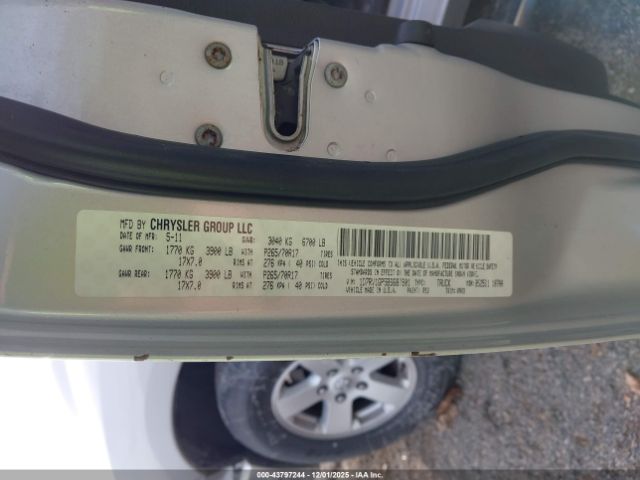 MFD BY CHRYSLER GROUP LLC
DATE OF MFR: 5-11 GVWR: 3040 KG 6700 LB
GAWR FRONT: 1770 KG 3900 LB WITH P265/70R17 TIRES
17X7.0 RIMS AT 276 KPA ( 40 PSI) COLD
GAWR REAR: 1770 KG 3900 LB WITH P265/70R17 TIRES
17X7.0 RIMS AT 276 KPA ( 40 PSI) COLD
THIS VEHICLE CONFORMS TO ALL APPLICABLE U.S.A. FEDERAL MOTOR VEHICLE SAFETY
STANDARDS IN EFFECT ON THE DATE OF MANUFACTURE SHOWN ABOVE.
TYPE: TRUCK
VEHICLE MADE IN U.S.A. PAINT: TRIM:
000-43797244 - 12/01/2025 - IAAI.com